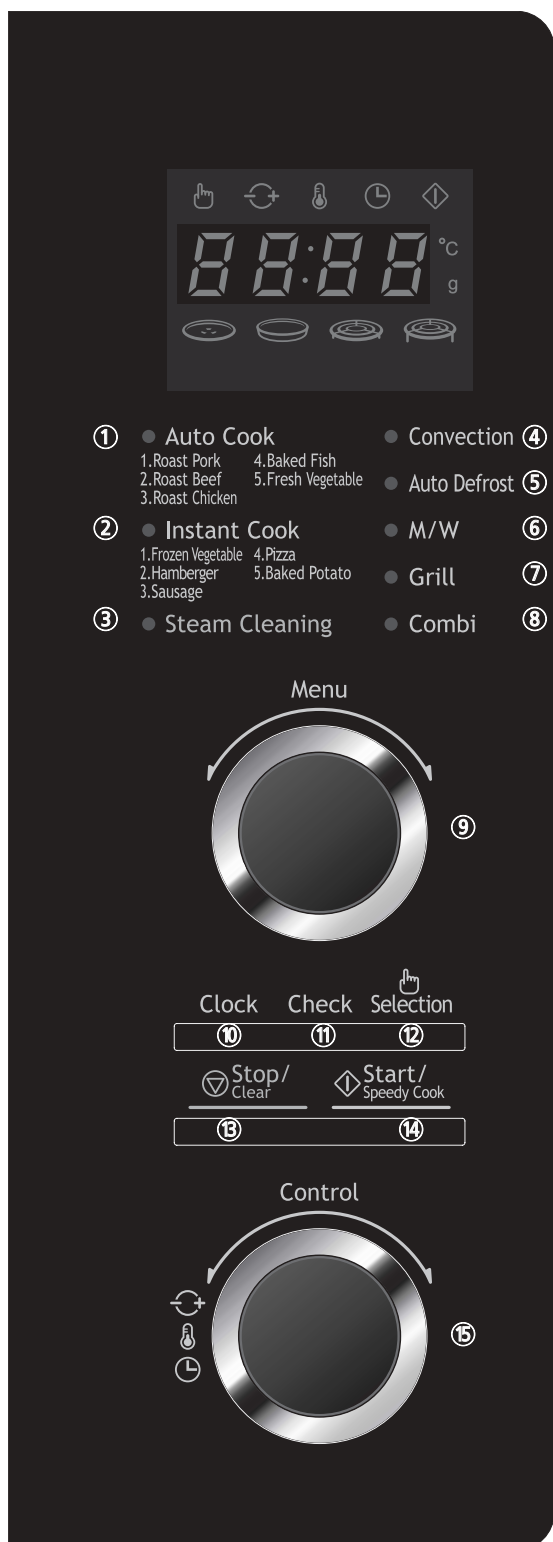 88:88
°C
g
① Auto Cook
1.Roast Pork 4.Baked Fish
2.Roast Beef 5.Fresh Vegetable
3.Roast Chicken
② Instant Cook
1.Frozen Vegetable 4.Pizza
2.Hamberger 5.Baked Potato
3.Sausage
③ Steam Cleaning
Convection ④
Auto Defrost ⑤
M/W ⑥
Grill ⑦
Combi ⑧
Menu
⑨
Clock Check Selection
⑩ ⑪ ⑫
Stop/ Start/
Clear Speedy Cook
⑬ ⑭
Control
⑮